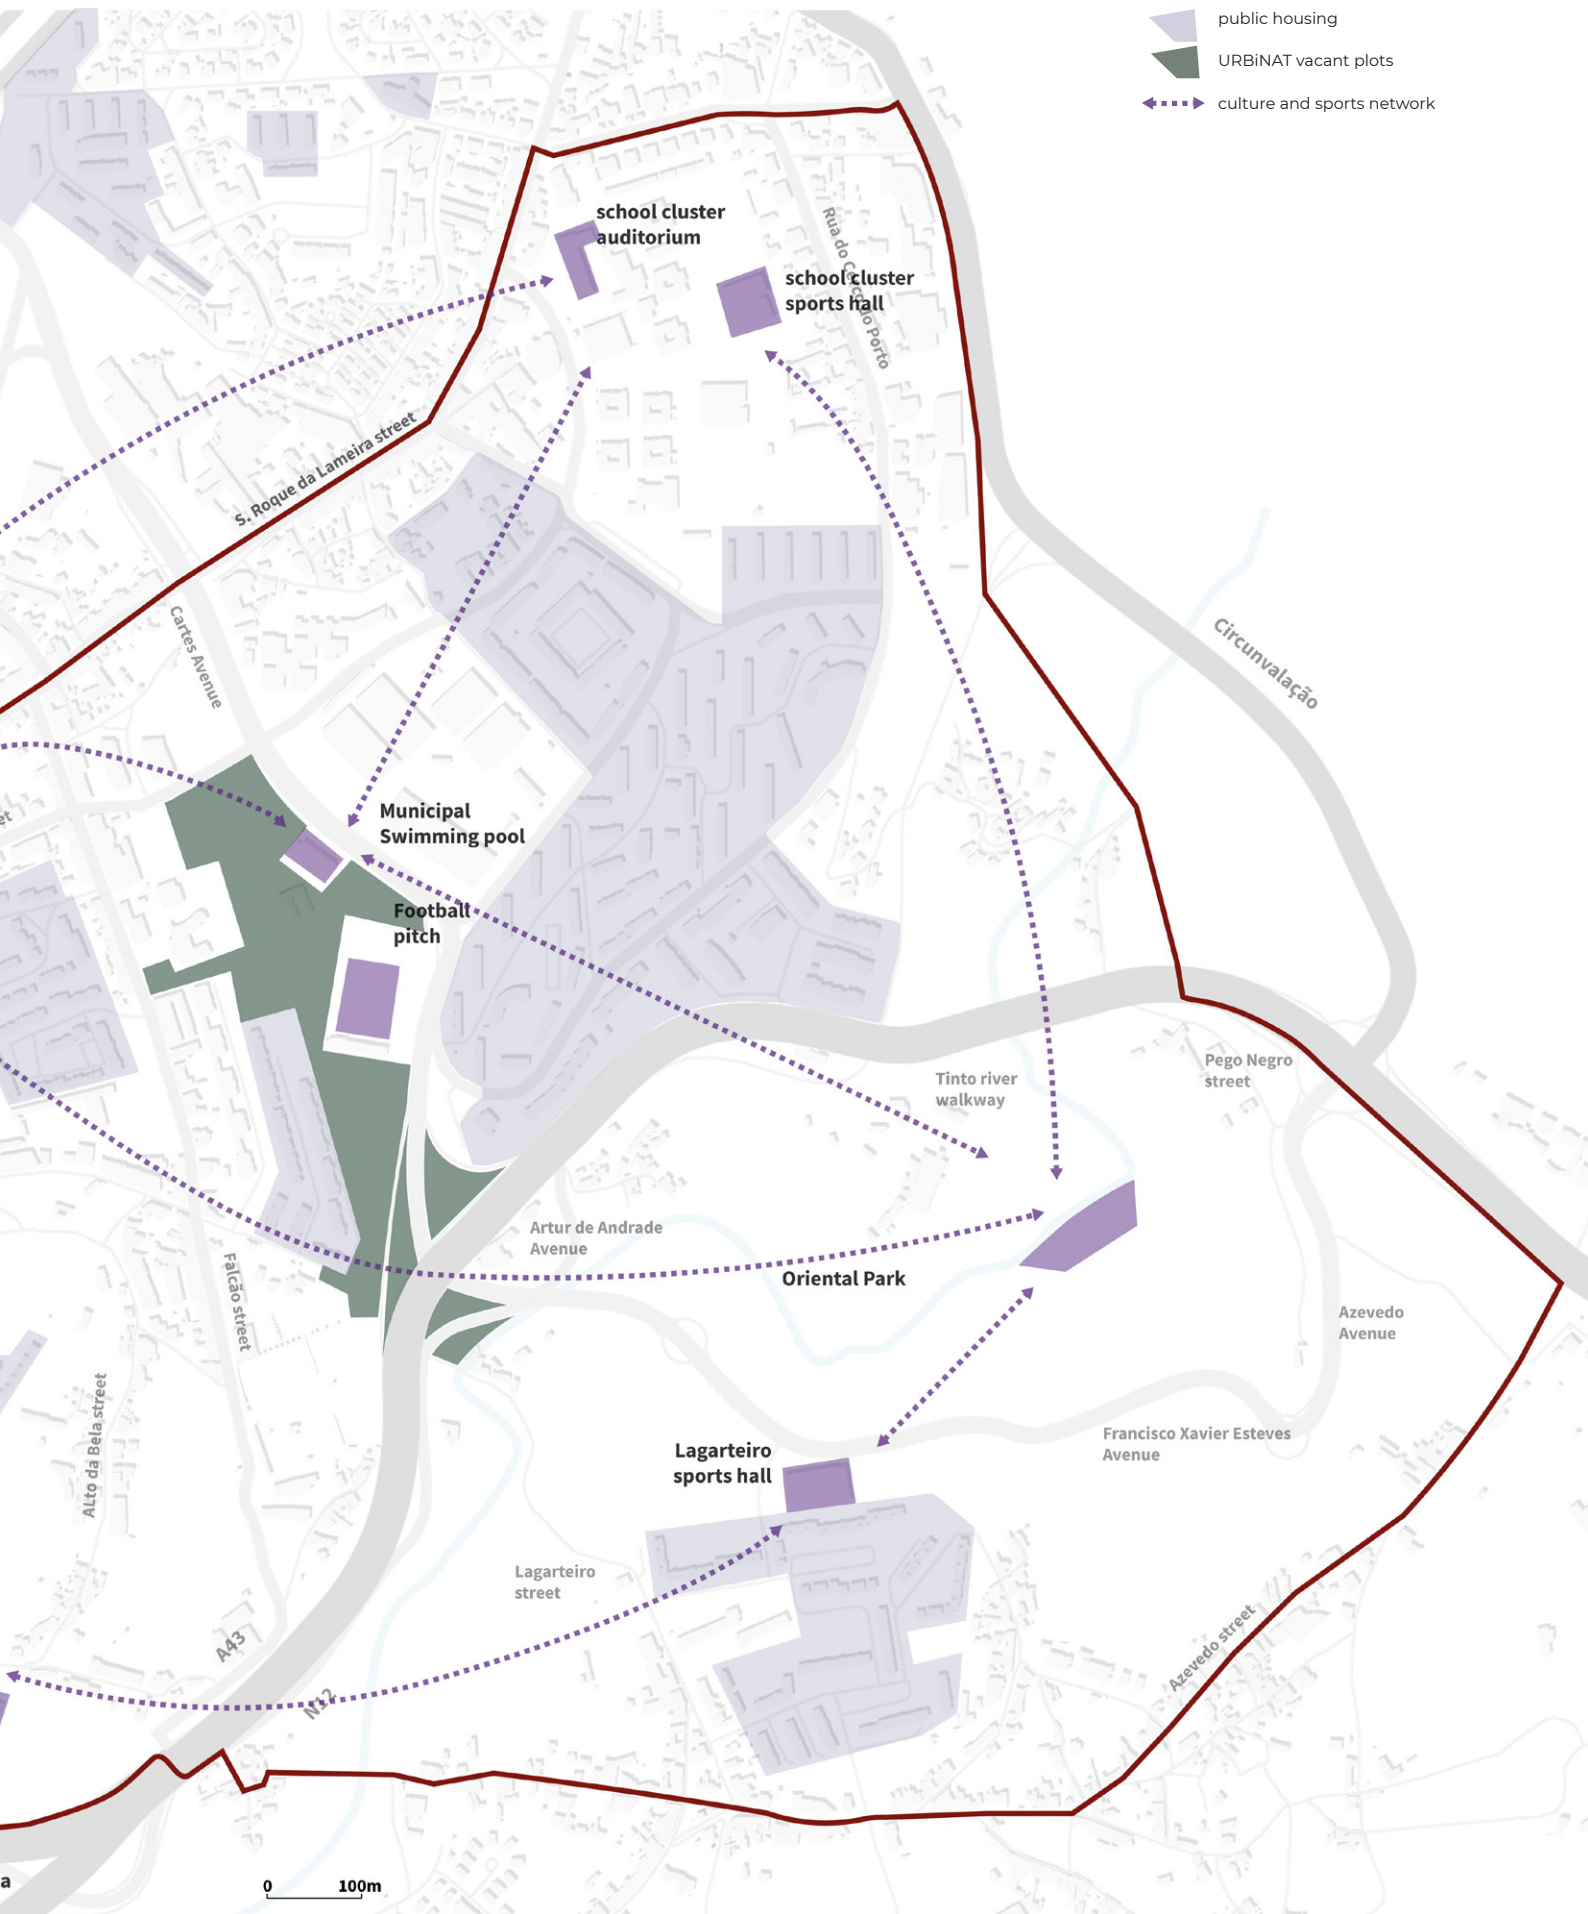 public housing
URBiNAT vacant plots
culture and sports network
school cluster
auditorium
school cluster
sports hall
Rua do Cerco do Porto
S. Roque da Lameira street
Cartes Avenue
Circunvalação
Municipal
Swimming pool
et
Football
pitch
Tinto river
walkway
Pego Negro
street
Artur de Andrade
Avenue
Oriental Park
Falcão street
Azevedo
Avenue
ALto da Bela street
Francisco Xavier Esteves
Avenue
Lagarteiro
sports hall
Lagarteiro
street
A43
N12
Azevedo street
a
0 100m